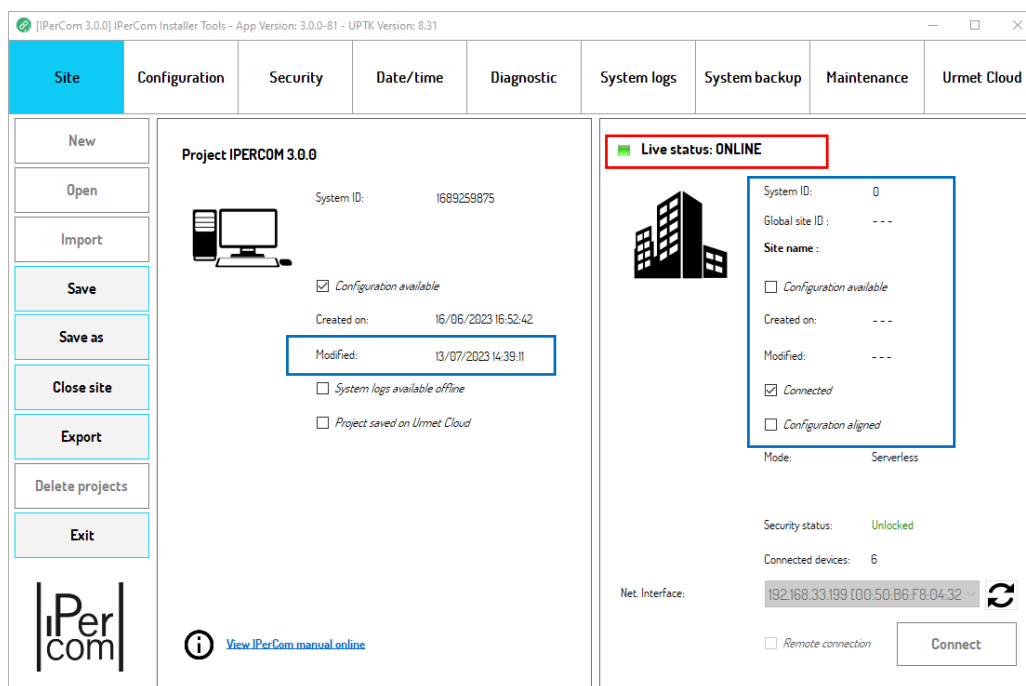 [IPerCom 3.0.0] IPerCom Installer Tools - App Version: 3.0.0-81 - UPTK Version: 8.31
Site
Configuration
Security
Date/time
Diagnostic
System logs
System backup
Maintenance
Urmet Cloud
New
Open
Import
Save
Save as
Close site
Export
Delete projects
Exit
IPer
com
Project IPERCOM 3.0.0
System ID: 1689259875
Configuration available
Created on: 16/06/2023 16:52:42
Modified: 13/07/2023 14:39:11
System logs available offline
Project saved on Urmet Cloud
View IPerCom manual online
Live status: ONLINE
System ID: 0
Global site ID : - - -
Site name :
Configuration available
Created on: - - -
Modified: - - -
Connected
Configuration aligned
Mode: Serverless
Security status: Unlocked
Connected devices: 6
Net. Interface: 192.168.33.199 [00:50:B6:F8:04:32
Remote connection
Connect